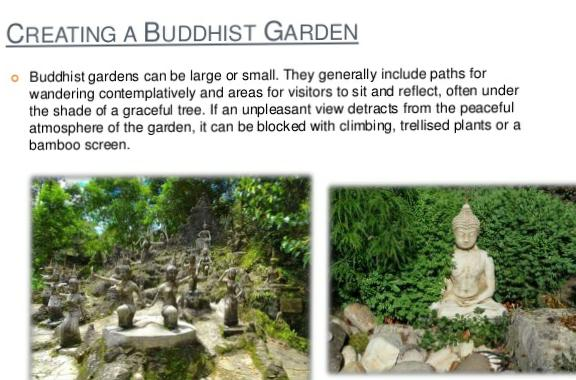 CREATING A BUDDHIST GARDEN
Buddhist gardens can be large or small. They generally include paths for
wandering contemplatively and areas for visitors to sit and reflect, often under
the shade of a graceful tree. If an unpleasant view detracts from the peaceful
atmosphere of the garden, it can be blocked with climbing, trellised plants or a
bamboo screen.